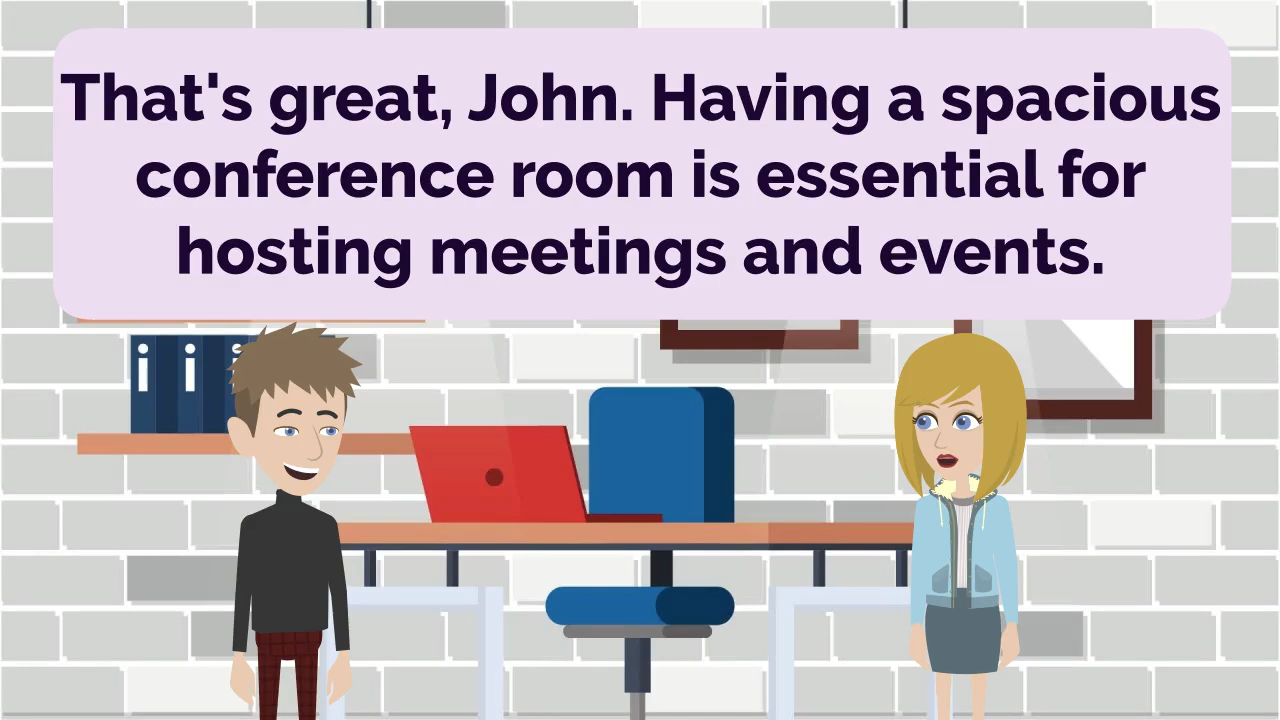 That's great, John. Having a spacious
conference room is essential for
hosting meetings and events.